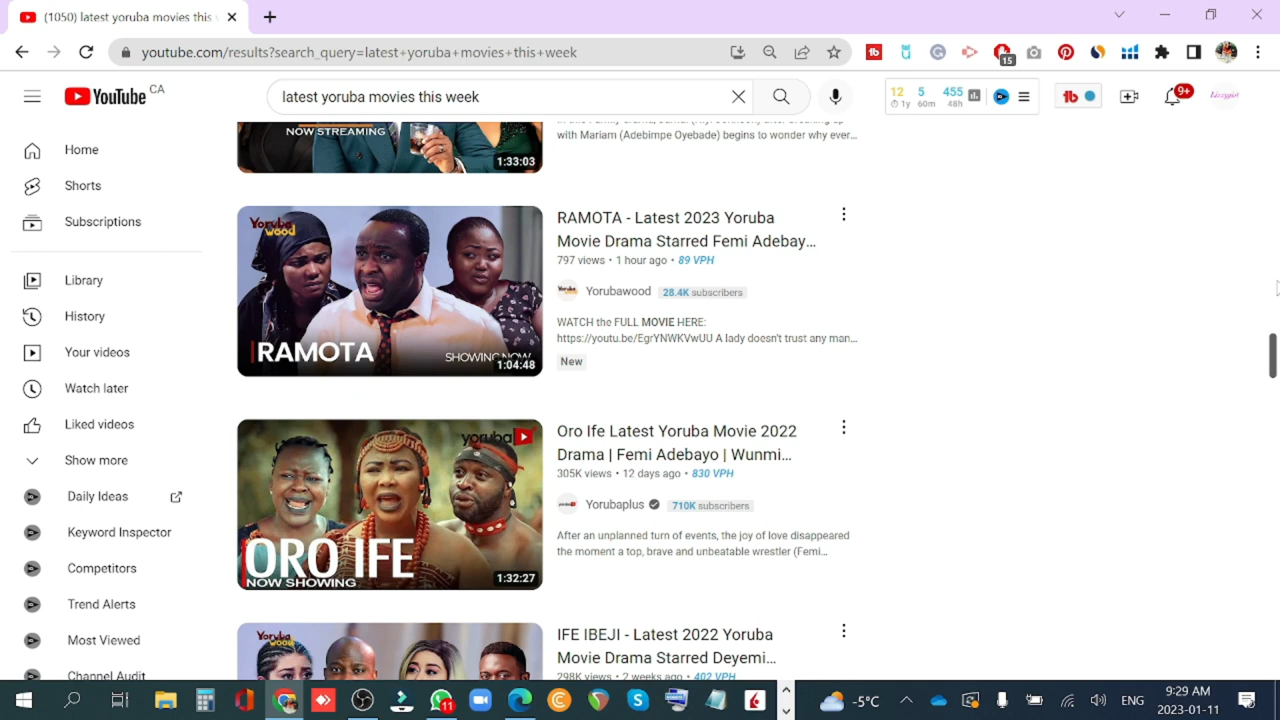 (1050) latest yoruba movies this
youtube.com/results?search_query=latest+yoruba+movies+this+week
15
YouTube CA
latest yoruba movies this week
12 5 455
1y 60m 48h
9+
Home
Shorts
Subscriptions
Library
History
Your videos
Watch later
Liked videos
Show more
Daily Ideas
Keyword Inspector
Competitors
Trend Alerts
Most Viewed
Channel Audit
NOW STREAMING
1:33:03
with Mariam (Adebimpe Oyebade) begins to wonder why ever...
Yoruba
wood
RAMOTA
SHOWING NOW
1:04:48
RAMOTA - Latest 2023 Yoruba
Movie Drama Starred Femi Adebay...
797 views • 1 hour ago • 89 VPH
Yorubawood 28.4K subscribers
WATCH the FULL MOVIE HERE:
https://youtu.be/EgrYNWKVwUU A lady doesn't trust any man...
New
yoruba
ORO IFE
NOW SHOWING
1:32:27
Oro Ife Latest Yoruba Movie 2022
Drama | Femi Adebayo | Wunmi...
305K views • 12 days ago • 830 VPH
Yorubaplus 710K subscribers
After an unplanned turn of events, the joy of love disappeared
the moment a top, brave and unbeatable wrestler (Femi...
Yoruba
wood
IFE IBEJI - Latest 2022 Yoruba
Movie Drama Starred Deyemi...
298K views • 2 weeks ago • 402 VPH
11
-5°C
ENG
9:29 AM
2023-01-11